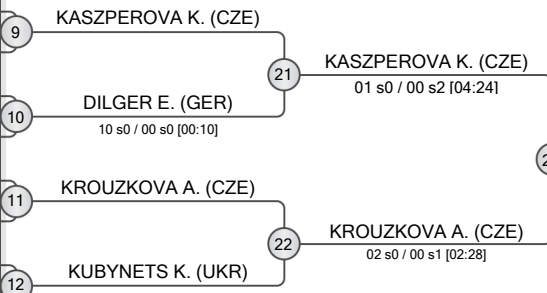 KASZPEROVA K. (CZE)
9
21
KASZPEROVA K. (CZE)
01 s0 / 00 s2 [04:24]
DILGER E. (GER)
10
10 s0 / 00 s0 [00:10]
KROUZKOVA A. (CZE)
11
22
KROUZKOVA A. (CZE)
02 s0 / 00 s1 [02:28]
KUBYNETS K. (UKR)
12